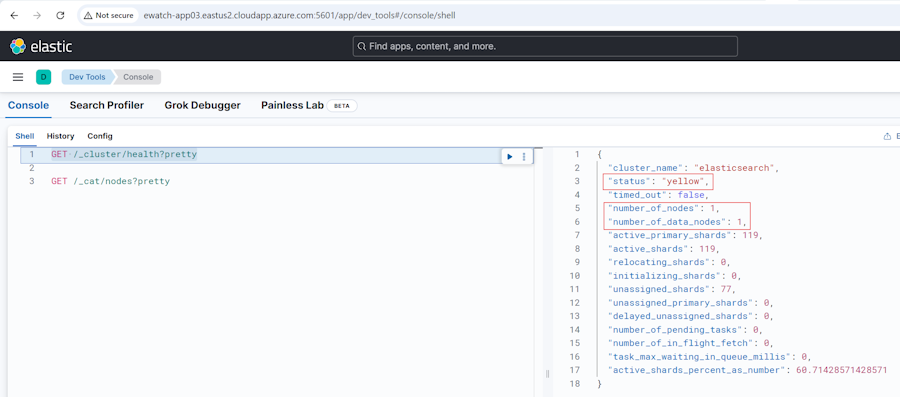 Not secure ewatch-app03.eastus2.cloudapp.azure.com:5601/app/dev_tools#/console/shell
elastic Find apps, content, and more.
D Dev Tools Console
Console Search Profiler Grok Debugger Painless Lab BETA
Shell History Config E
1 GET /_cluster/health?pretty
2
3 GET /_cat/nodes?pretty
1 {
2 "cluster_name": "elasticsearch",
3 "status": "yellow",
4 "timed_out": false,
5 "number_of_nodes": 1,
6 "number_of_data_nodes": 1,
7 "active_primary_shards": 119,
8 "active_shards": 119,
9 "relocating_shards": 0,
10 "initializing_shards": 0,
11 "unassigned_shards": 77,
12 "unassigned_primary_shards": 0,
13 "delayed_unassigned_shards": 0,
14 "number_of_pending_tasks": 0,
15 "number_of_in_flight_fetch": 0,
16 "task_max_waiting_in_queue_millis": 0,
17 "active_shards_percent_as_number": 60.71428571428571
18 }